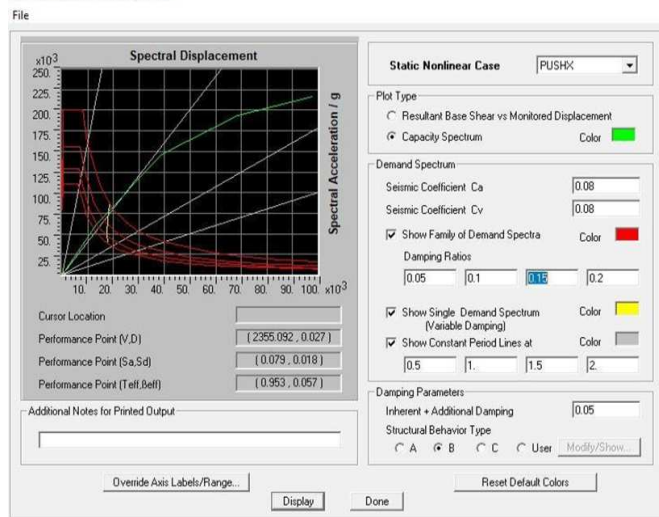 File
Spectral Displacement
x10³
250.
225.
200.
175.
150.
125.
100.
75.
50.
25.
10. 20. 30. 40. 50. 60. 70. 80. 90. 100. x10³
Spectral Acceleration / g
Cursor Location
Performance Point (V,D) ( 2355.092 , 0.027 )
Performance Point (Sa,Sd) ( 0.079 , 0.018 )
Performance Point (Teff,Beff) ( 0.953 , 0.057 )
Additional Notes for Printed Output
Override Axis Labels/Range...
Static Nonlinear Case PUSHX
Plot Type
Resultant Base Shear vs Monitored Displacement
Capacity Spectrum Color
Demand Spectrum
Seismic Coefficient Ca 0.08
Seismic Coefficient Cv 0.08
Show Family of Demand Spectra Color
Damping Ratios
0.05 0.1 0.15 0.2
Show Single Demand Spectrum Color
(Variable Damping)
Show Constant Period Lines at Color
0.5 1. 1.5 2.
Damping Parameters
Inherent + Additional Damping 0.05
Structural Behavior Type
A B C User Modify/Show...
Reset Default Colors
Display Done